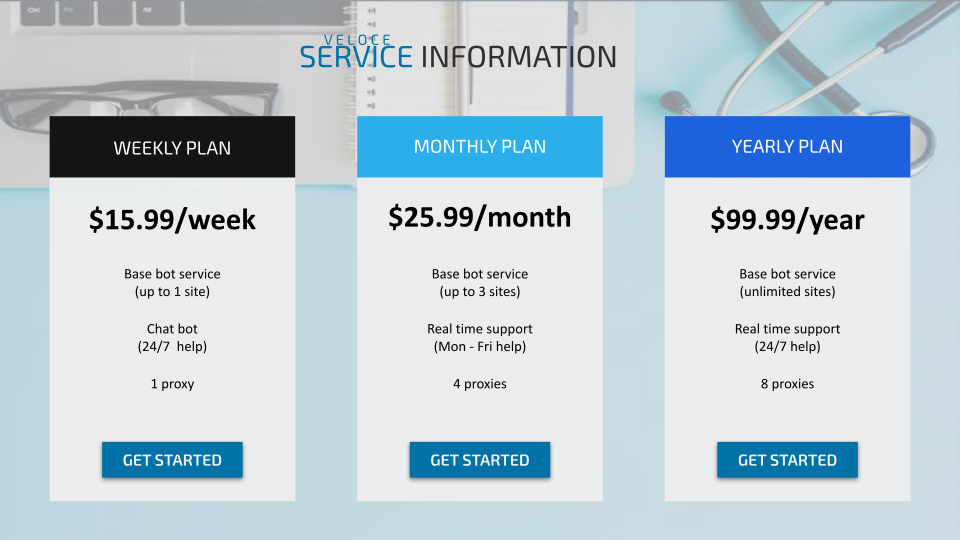 Ctrl Fn
VELOCE
SERVICE INFORMATION
WEEKLY PLAN
$15.99/week
Base bot service
(up to 1 site)
Chat bot
(24/7 help)
1 proxy
GET STARTED
MONTHLY PLAN
$25.99/month
Base bot service
(up to 3 sites)
Real time support
(Mon - Fri help)
4 proxies
GET STARTED
YEARLY PLAN
$99.99/year
Base bot service
(unlimited sites)
Real time support
(24/7 help)
8 proxies
GET STARTED